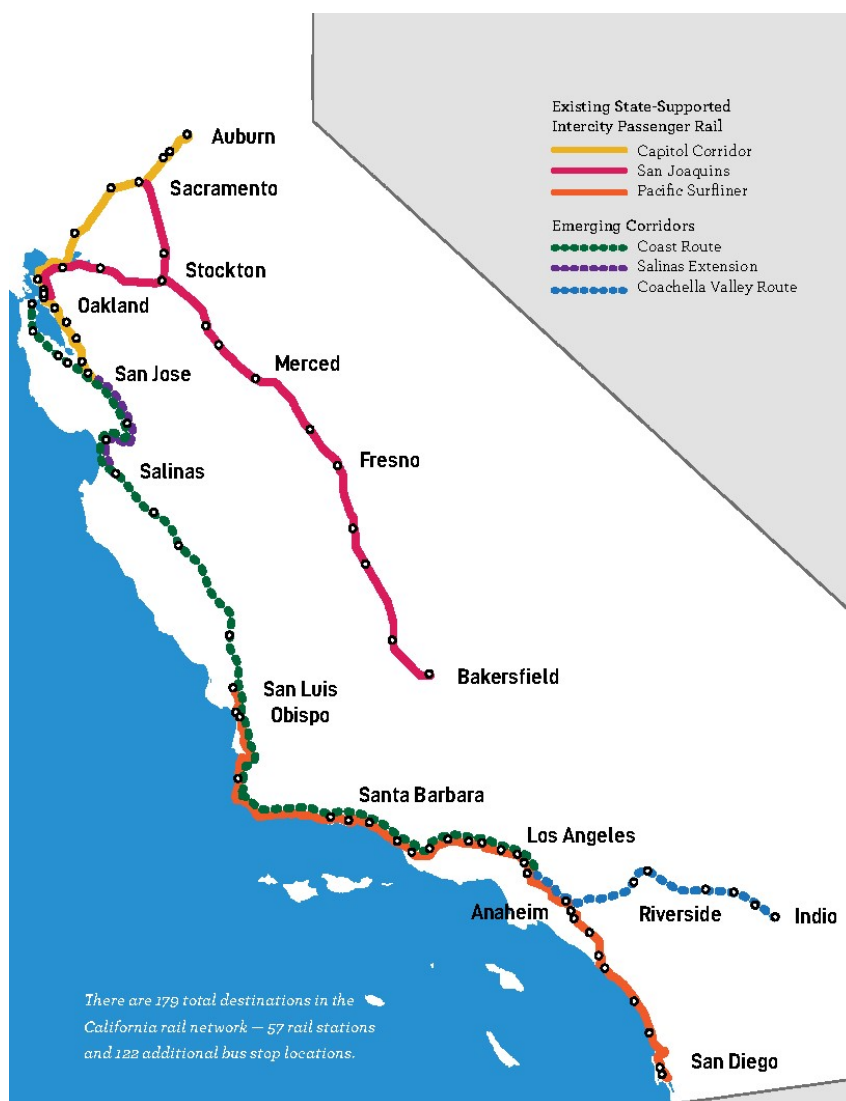 Existing State-Supported
Intercity Passenger Rail
Capitol Corridor
San Joaquins
Pacific Surfliner
Emerging Corridors
Coast Route
Salinas Extension
Coachella Valley Route
Auburn
Sacramento
Stockton
Oakland
Merced
San Jose
Fresno
Salinas
Bakersfield
San Luis
Obispo
Santa Barbara
Los Angeles
Anaheim
Riverside
Indio
There are 179 total destinations in the
California rail network — 57 rail stations
and 122 additional bus stop locations.
San Diego